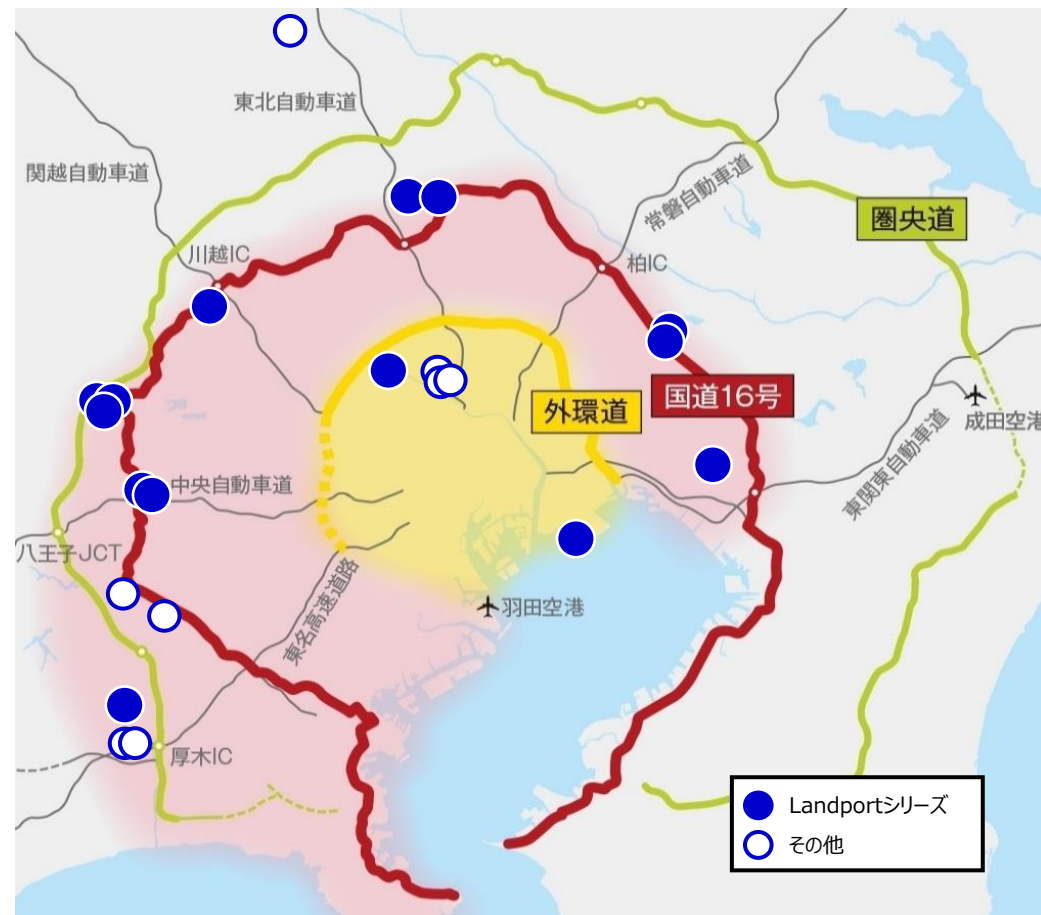 東北自動車道
関越自動車道
常磐自動車道
圏央道
川越IC
柏IC
国道16号
外環道
成田空港
東関東自動車道
中央自動車道
八王子JCT
羽田空港
東名高速道路
厚木IC
Landportシリーズ
その他